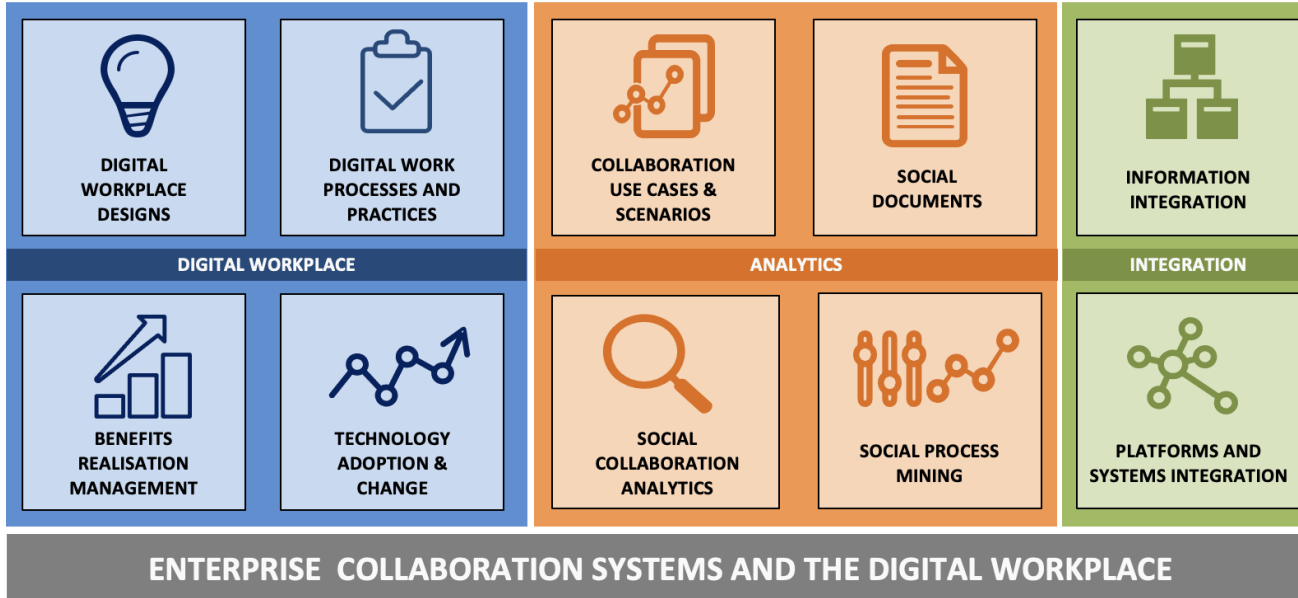 DIGITAL
WORKPLACE
DESIGNS
DIGITAL WORK
PROCESSES AND
PRACTICES
COLLABORATION
USE CASES &
SCENARIOS
SOCIAL
DOCUMENTS
INFORMATION
INTEGRATION
DIGITAL WORKPLACE
ANALYTICS
INTEGRATION
BENEFITS
REALISATION
MANAGEMENT
TECHNOLOGY
ADOPTION &
CHANGE
SOCIAL
COLLABORATION
ANALYTICS
SOCIAL PROCESS
MINING
PLATFORMS AND
SYSTEMS INTEGRATION
ENTERPRISE  COLLABORATION SYSTEMS AND THE DIGITAL WORKPLACE